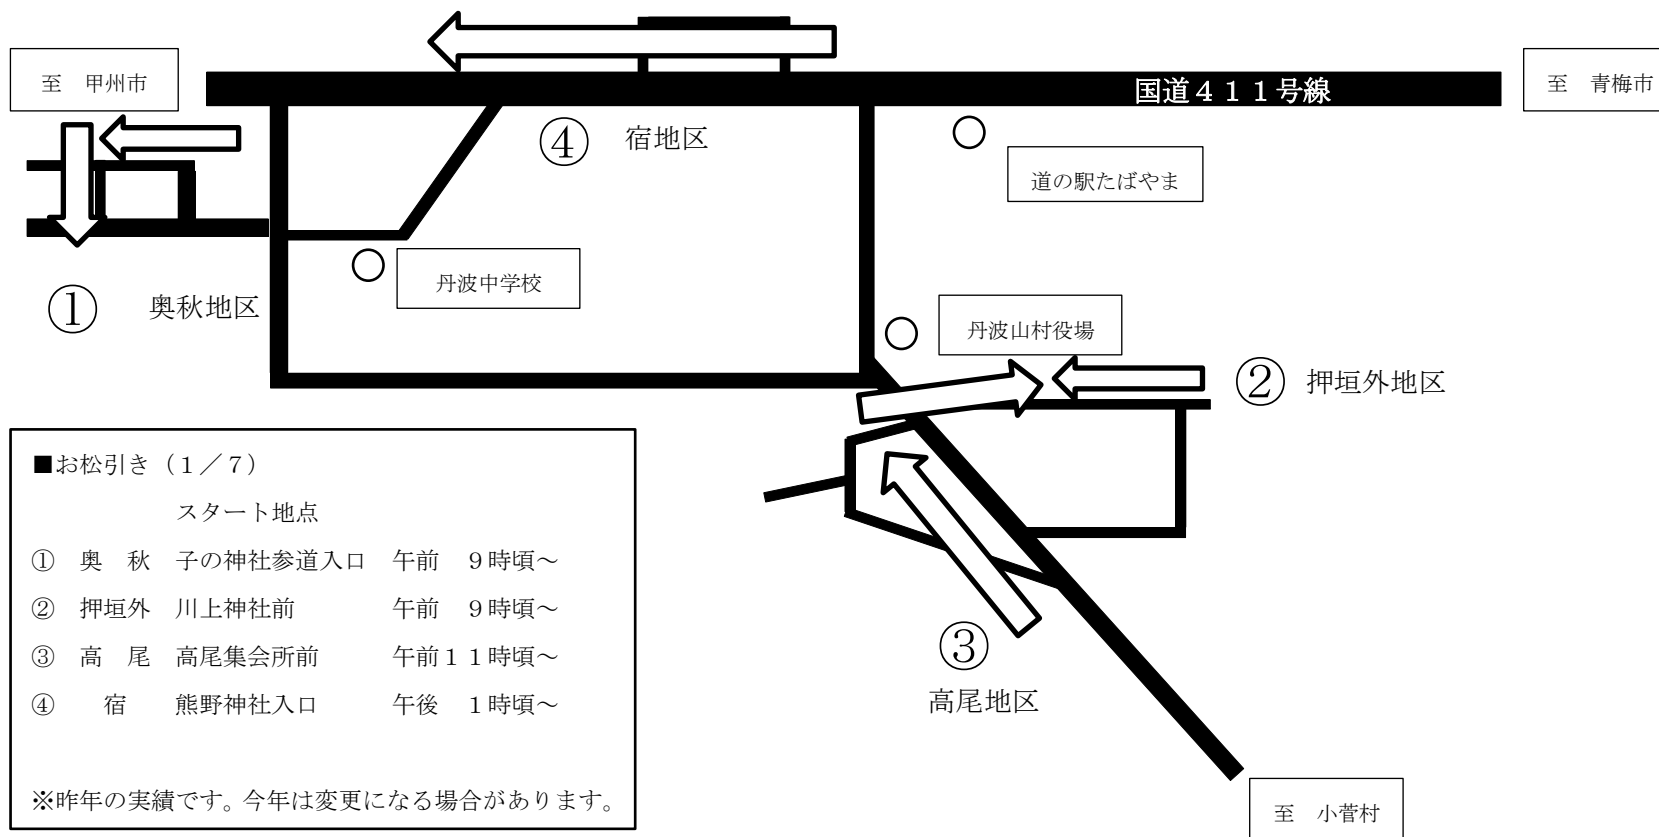 至　甲州市
国道４１１号線
至　青梅市
④　宿地区
道の駅たばやま
丹波中学校
①　奥秋地区
丹波山村役場
②　押垣外地区
■お松引き（１／７）
スタート地点
①　奥　秋　子の神社参道入口　午前　９時頃～
②　押垣外　川上神社前　午前　９時頃～
③　高　尾　高尾集会所前　午前１１時頃～
④　宿　熊野神社入口　午後　１時頃～
※昨年の実績です。今年は変更になる場合があります。
③
高尾地区
至　小菅村